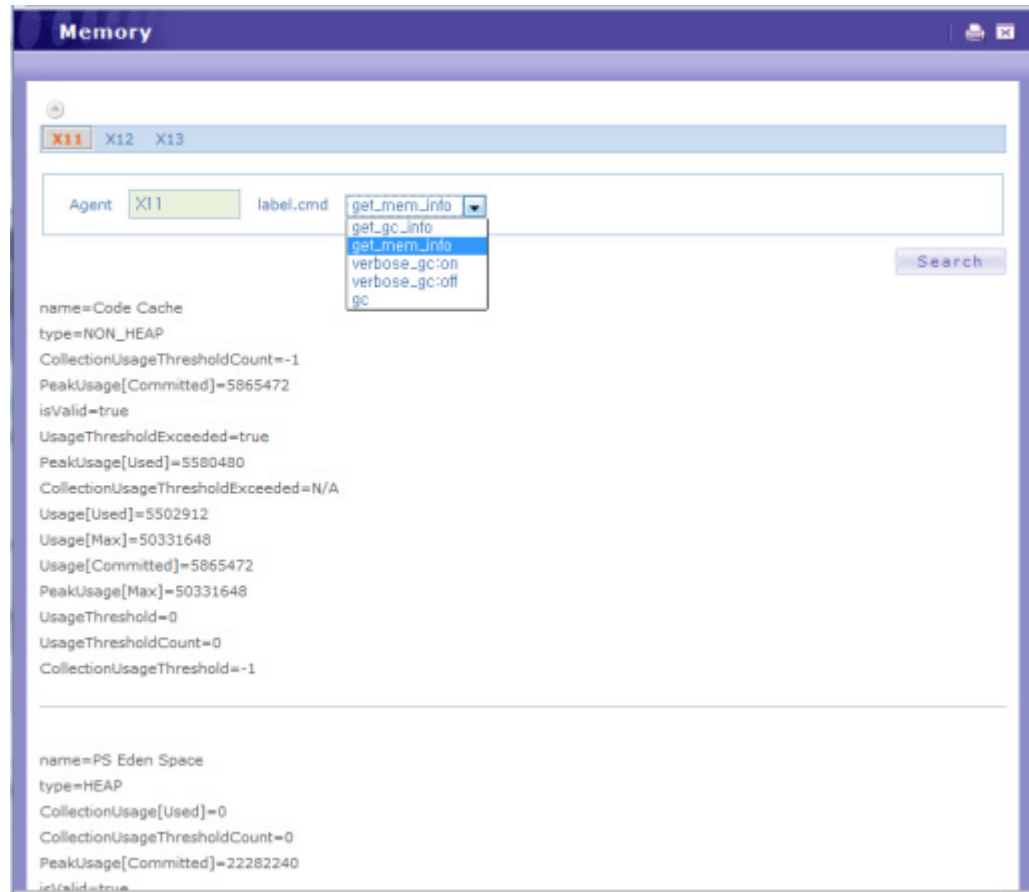 Memory
X11 X12 X13
Agent X11 label.cmd get_mem_info
get_gc_info
get_mem_info
verbose_gc:on
verbose_gc:off
gc
Search
name=Code Cache
type=NON_HEAP
CollectionUsageThresholdCount=-1
PeakUsage[Committed]=5865472
isValid=true
UsageThresholdExceeded=true
PeakUsage[Used]=5580480
CollectionUsageThresholdExceeded=N/A
Usage[Used]=5502912
Usage[Max]=50331648
Usage[Committed]=5865472
PeakUsage[Max]=50331648
UsageThreshold=0
UsageThresholdCount=0
CollectionUsageThreshold=-1
name=PS Eden Space
type=HEAP
CollectionUsage[Used]=0
CollectionUsageThresholdCount=0
PeakUsage[Committed]=22282240
isValid=true